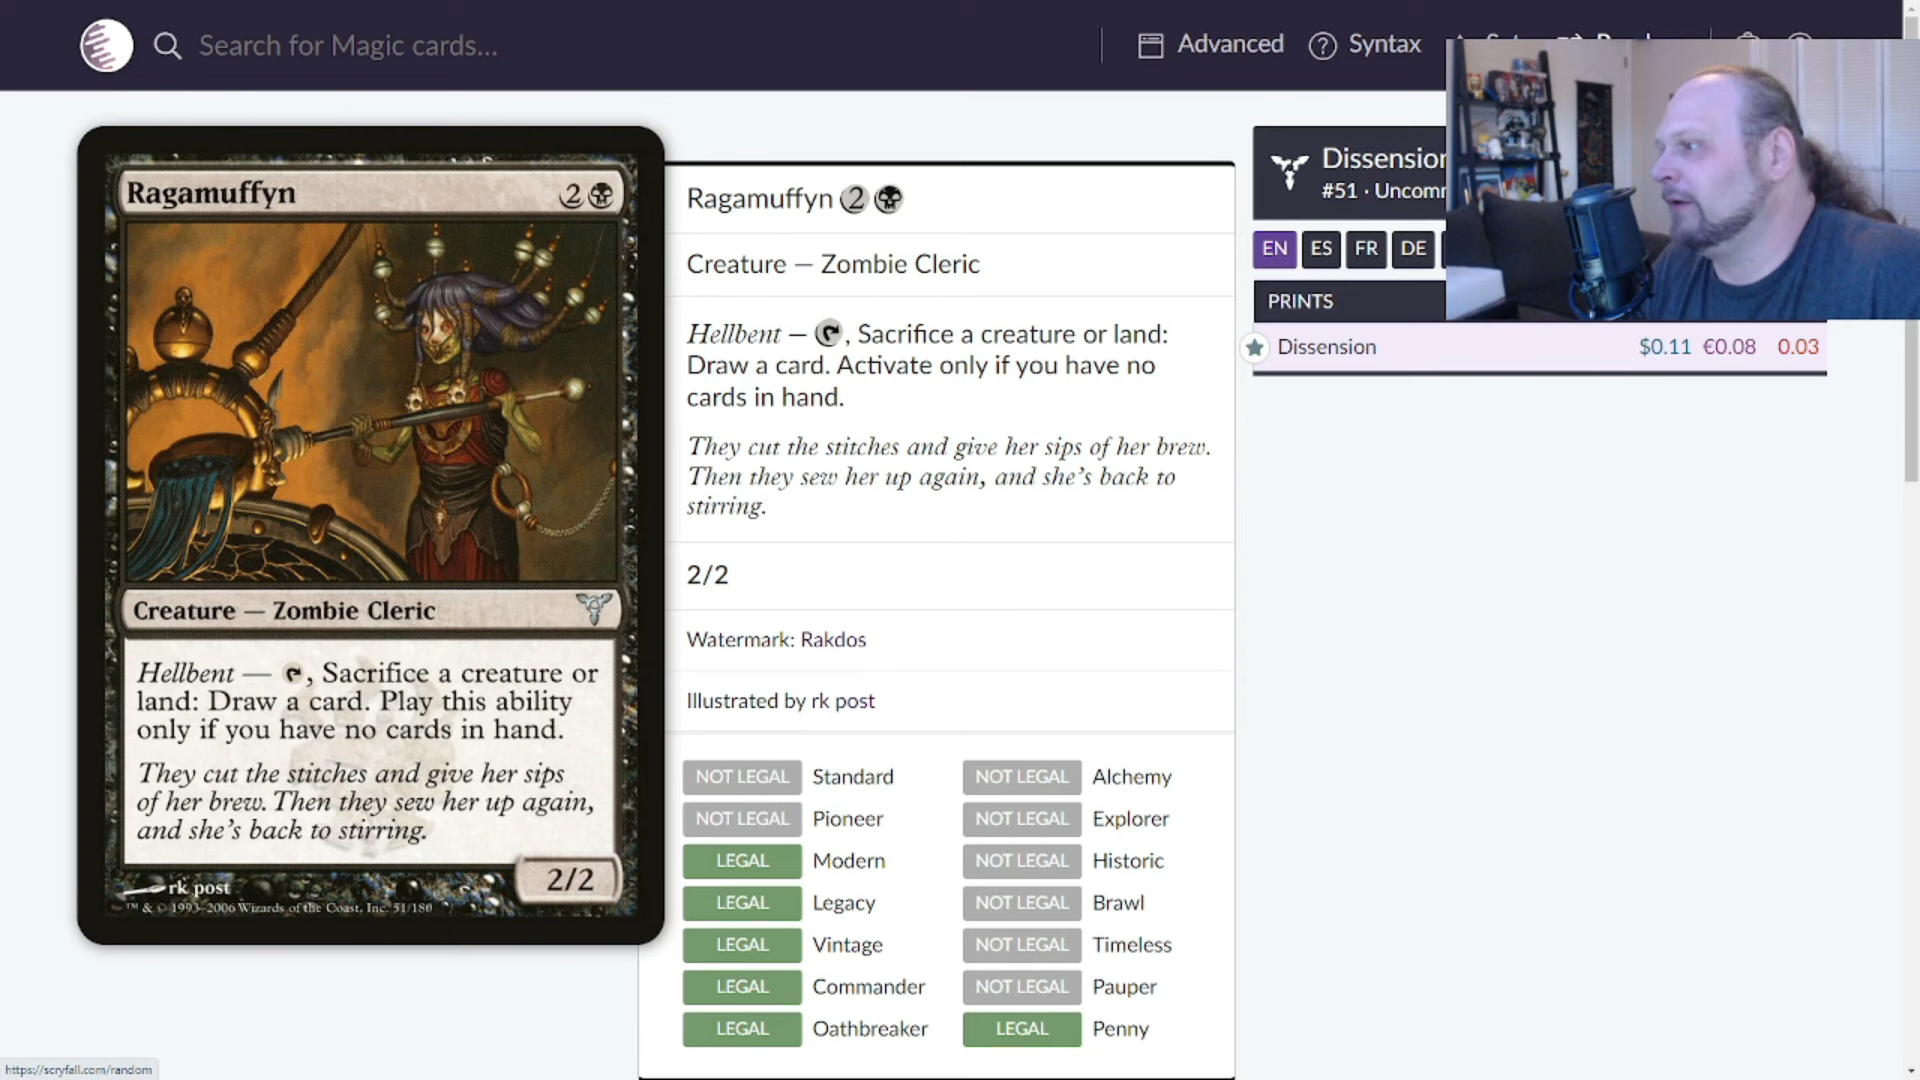 Search for Magic cards...
Advanced
Syntax
Ragamuffyn 2
Creature — Zombie Cleric
Hellbent — , Sacrifice a creature or
land: Draw a card. Play this ability
only if you have no cards in hand.
They cut the stitches and give her sips
of her brew. Then they sew her up again,
and she's back to stirring.
2/2
rk post
™ & © 1993–2006 Wizards of the Coast, Inc. 51/180
Ragamuffyn 2
Creature — Zombie Cleric
Hellbent — , Sacrifice a creature or land:
Draw a card. Activate only if you have no
cards in hand.
They cut the stitches and give her sips of her brew.
Then they sew her up again, and she's back to
stirring.
2/2
Watermark: Rakdos
Illustrated by rk post
NOT LEGAL Standard NOT LEGAL Alchemy
NOT LEGAL Pioneer NOT LEGAL Explorer
LEGAL Modern NOT LEGAL Historic
LEGAL Legacy NOT LEGAL Brawl
LEGAL Vintage NOT LEGAL Timeless
LEGAL Commander NOT LEGAL Pauper
LEGAL Oathbreaker LEGAL Penny
Dissension
#51 · Uncomm
EN ES FR DE
PRINTS
Dissension $0.11 €0.08 0.03
https://scryfall.com/random